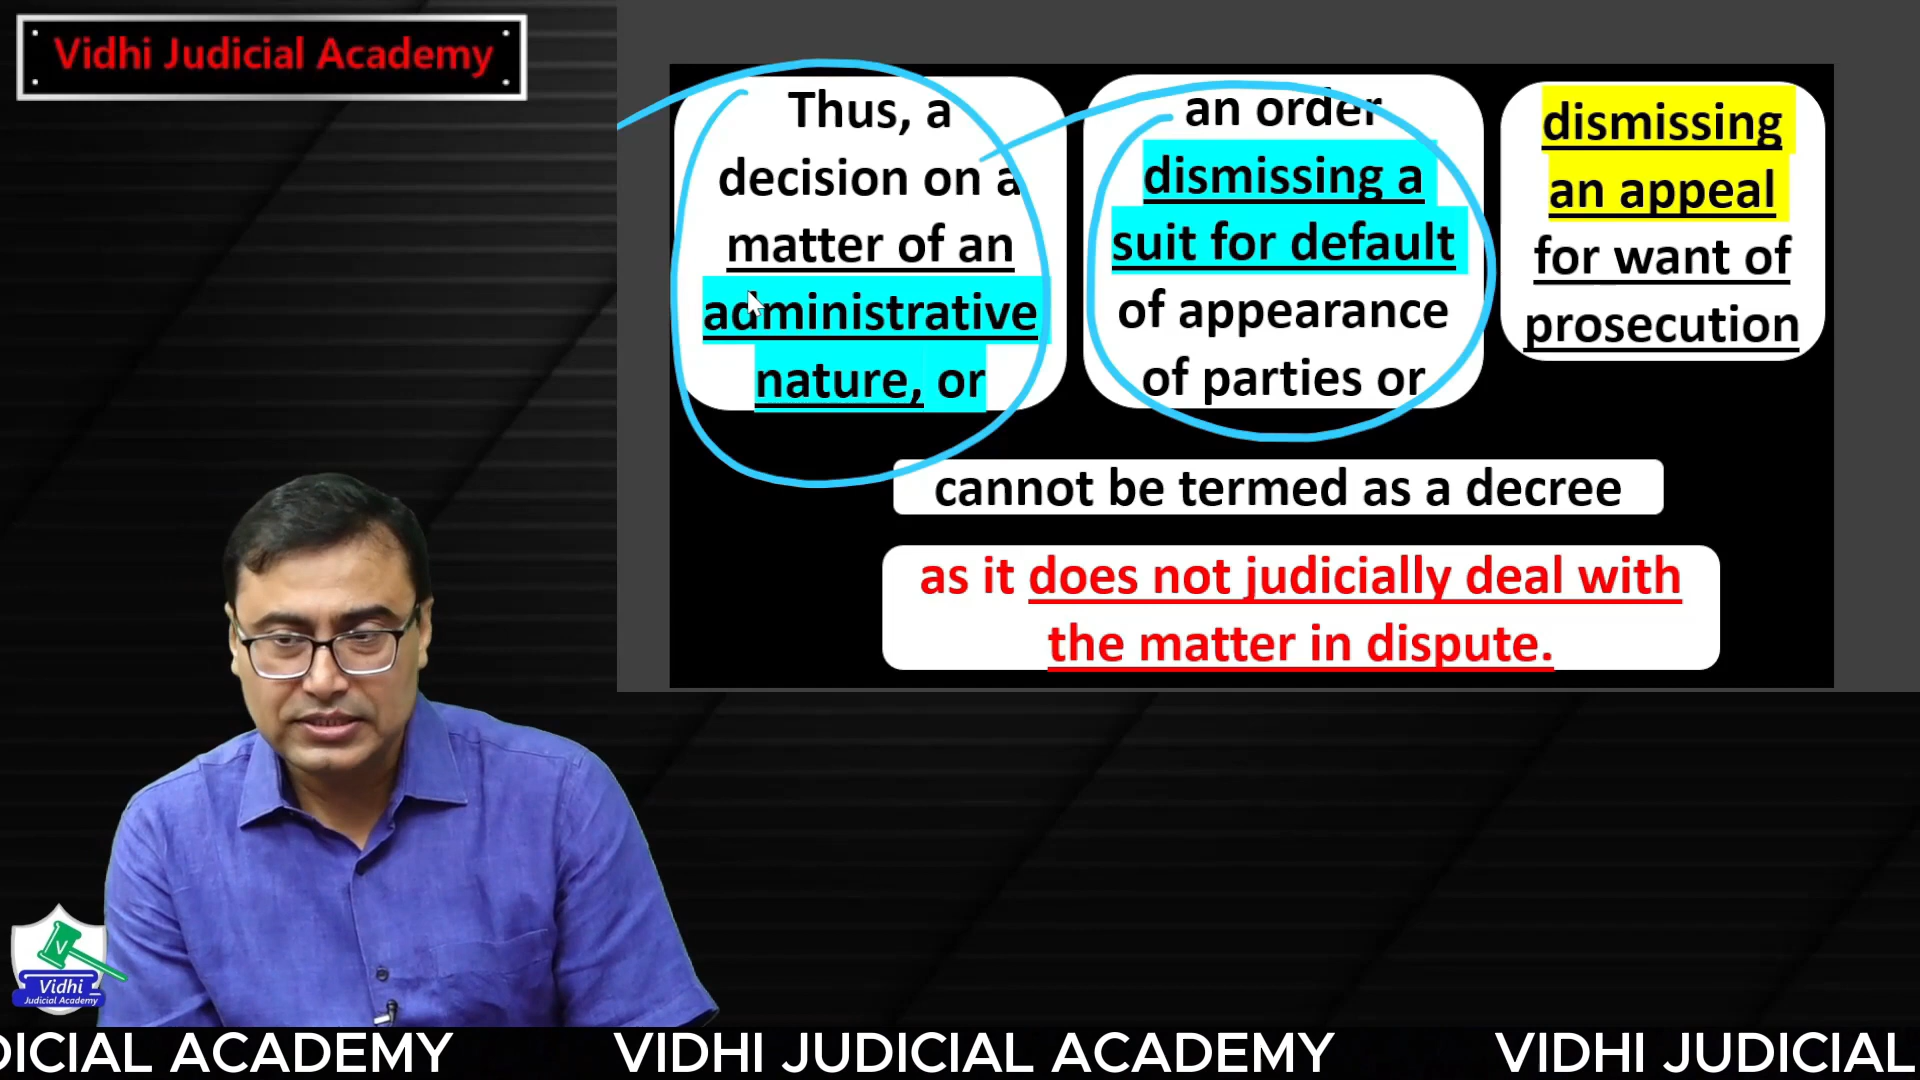 Vidhi Judicial Academy
Thus, a
decision on a
matter of an
administrative
nature, or
an order
dismissing a
suit for default
of appearance
of parties or
dismissing
an appeal
for want of
prosecution
cannot be termed as a decree
as it does not judicially deal with
the matter in dispute.
V
Vidhi
Judicial Academy
DICIAL ACADEMY VIDHI JUDICIAL ACADEMY VIDHI JUDICIAL